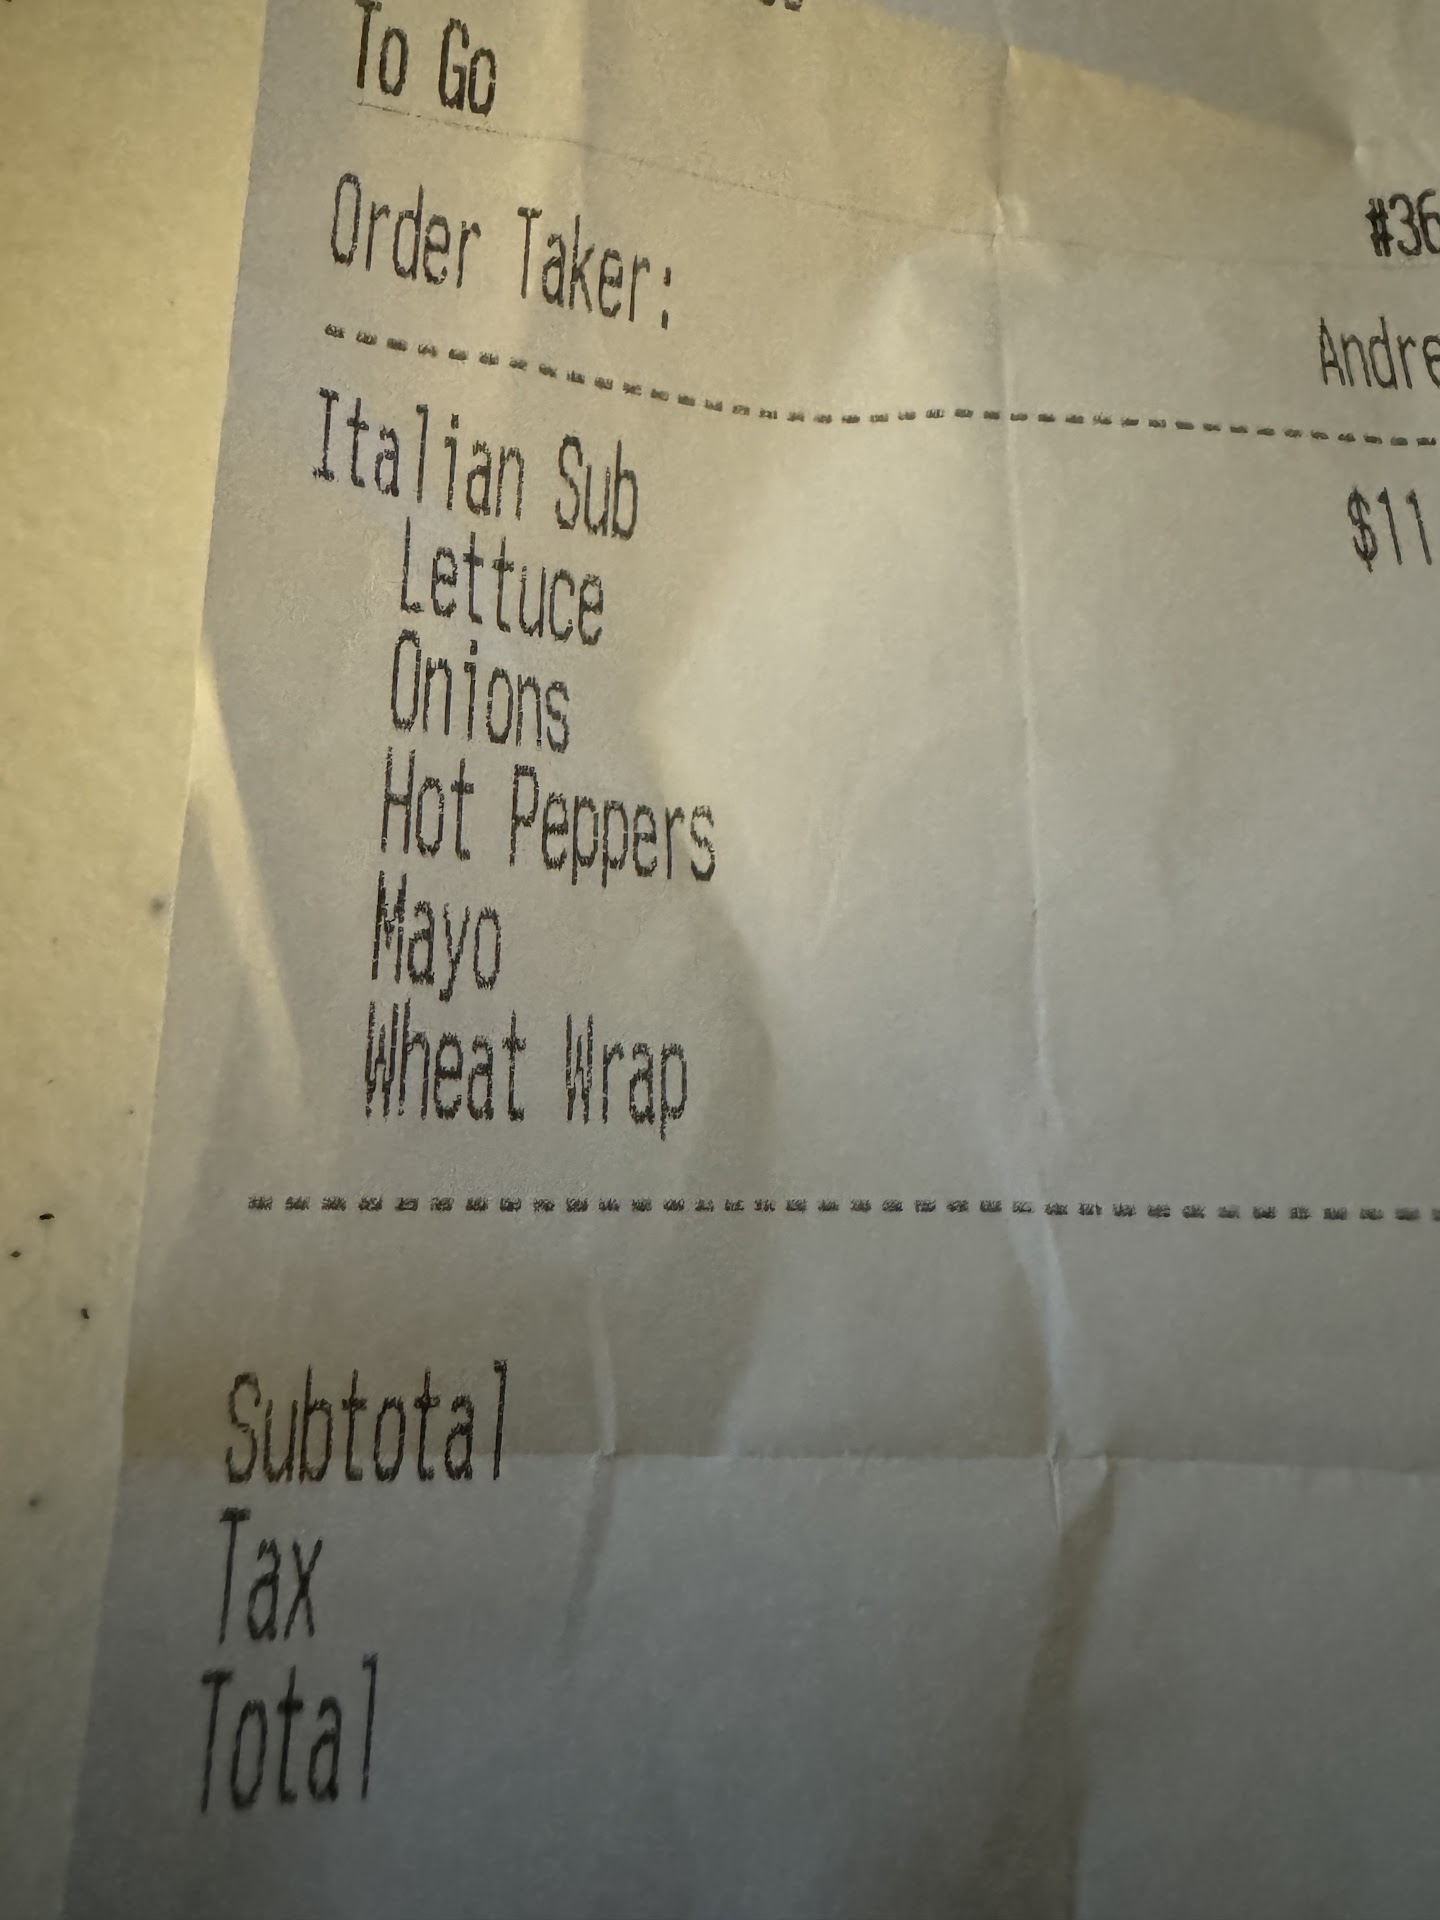 To Go
#36
Order Taker:
Andre
Italian Sub $11
Lettuce
Onions
Hot Peppers
Mayo
Wheat Wrap
Subtotal
Tax
Total